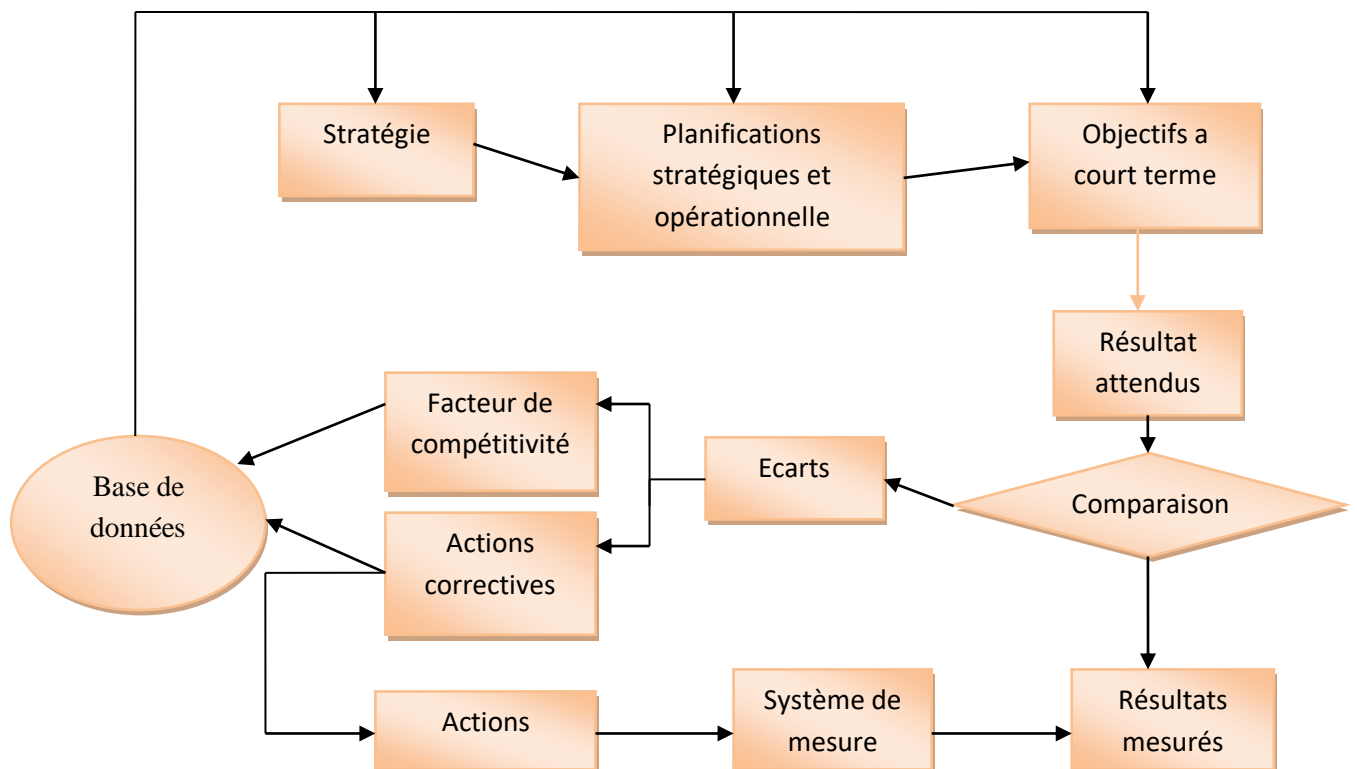 Stratégie
Planifications
stratégiques et
opérationnelle
Objectifs a
court terme
Résultat
attendus
Facteur de
compétitivité
Ecarts
Comparaison
Base de
données
Actions
correctives
Actions
Système de
mesure
Résultats
mesurés